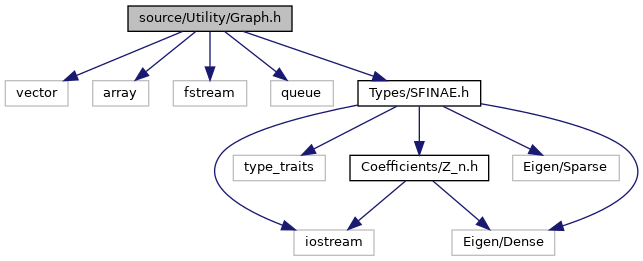 source/Utility/Graph.h
vector
array
fstream
queue
Types/SFINAE.h
type_traits
Coefficients/Z_n.h
Eigen/Sparse
iostream
Eigen/Dense